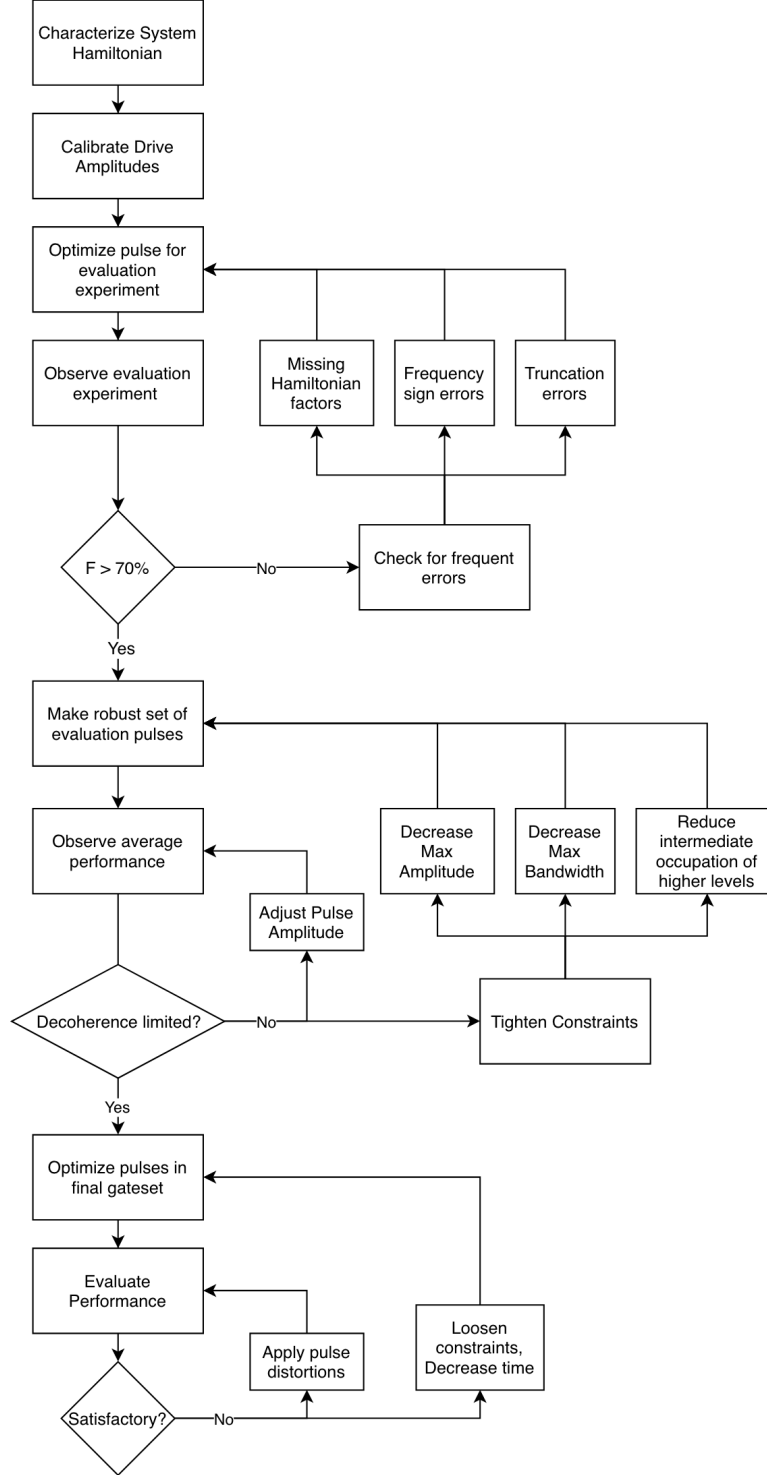 Characterize System
Hamiltonian
Calibrate Drive
Amplitudes
Optimize pulse for
evaluation
experiment
Observe evaluation
experiment
Missing
Hamiltonian
factors
Frequency
sign errors
Truncation
errors
F > 70%
No
Check for frequent
errors
Yes
Make robust set of
evaluation pulses
Observe average
performance
Adjust Pulse
Amplitude
Decrease
Max
Amplitude
Decrease
Max
Bandwidth
Reduce
intermediate
occupation of
higher levels
Decoherence limited?
No
Tighten Constraints
Yes
Optimize pulses in
final gateset
Evaluate
Performance
Apply pulse
distortions
Loosen
constraints,
Decrease time
Satisfactory?
No